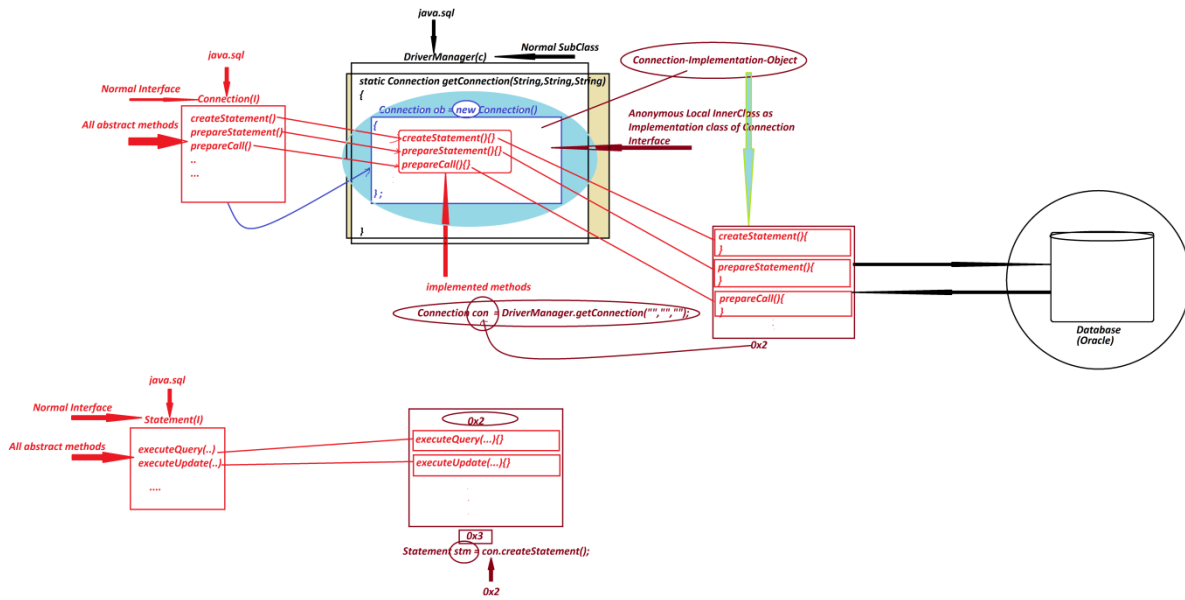 java.sql
DriverManager(c)
Normal SubClass
java.sql
Normal Interface
Connection(I)
All abstract methods
createStatement()
prepareStatement()
prepareCall()
..
...
static Connection getConnection(String,String,String)
{
Connection ob = new Connection()
{
createStatement(){}
prepareStatement(){}
prepareCall(){}
};
}
implemented methods
Connection-Implementation-Object
Anonymous Local InnerClass as
Implementation class of Connection
Interface
createStatement(){
}
prepareStatement(){
}
prepareCall(){
}
0x2
Connection con = DriverManager.getConnection("","","");
Database
(Oracle)
java.sql
Normal Interface
Statement(I)
All abstract methods
executeQuery(..)
executeUpdate(..)
....
0x2
executeQuery(...){}
executeUpdate(...){}
0x3
Statement stm = con.createStatement();
0x2